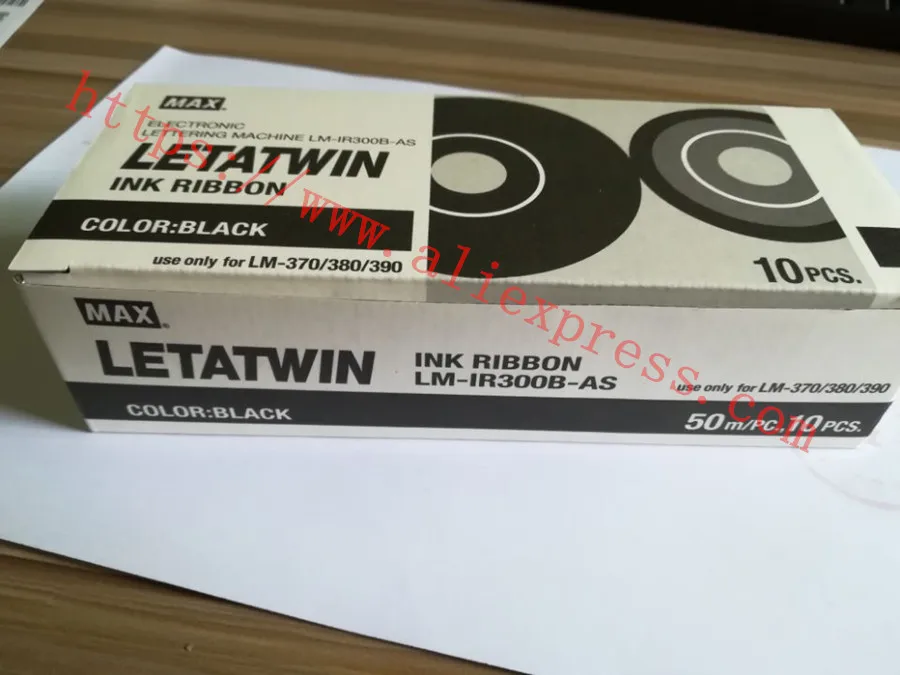 MAX.
ELECTRONIC
LETTERING MACHINE LM-IR300B-AS
LETATWIN
INK RIBBON
COLOR:BLACK
use only for LM-370/380/390
10 PCS.
MAX.
LETATWIN
INK RIBBON
LM-IR300B-AS
use only for LM-370/380/390
COLOR:BLACK
50m/PC.,10 PCS.
https://www.aliexpress.com